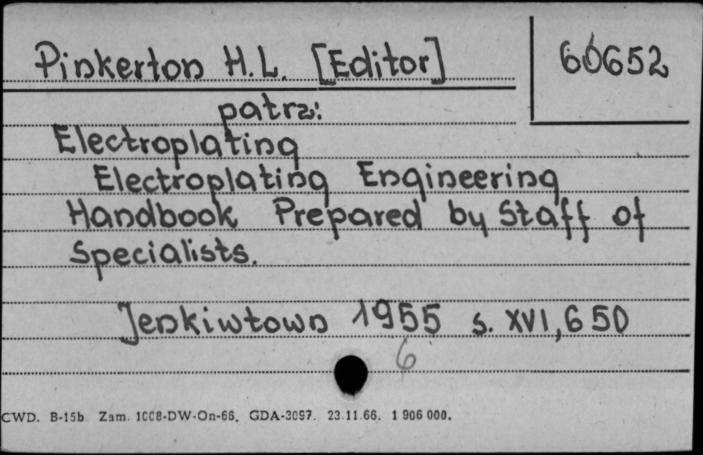 Pinkerton H.L. [Editor] 60652
patrz:
Electroplating
Electroplating Engineering
Handbook Prepared by Staff of
Specialists.
Jenkiwtown 1955 s. XVI, 650
6
CWD. B-15b Zam. 1008-DW-On-66. GDA-3097. 23.11.66. 1 906 000.